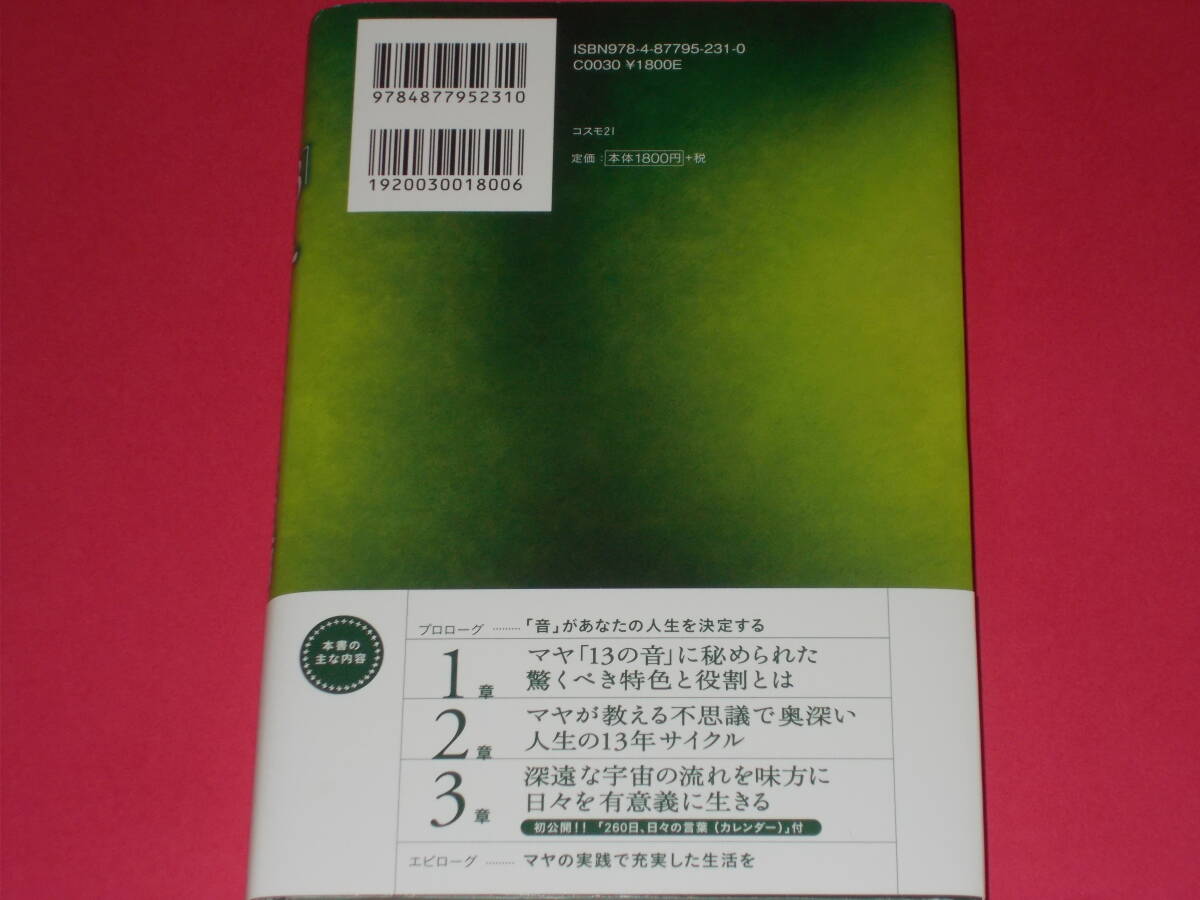 9784877952310
1920030018006
ISBN978-4-87795-231-0
C0030 ¥1800E
コスモ21
定価：本体1800円+税
本書の
主な内容
プロローグ ……… 「音」があなたの人生を決定する
1章
マヤ「13の音」に秘められた
驚くべき特色と役割とは
2章
マヤが教える不思議で奥深い
人生の13年サイクル
3章
深遠な宇宙の流れを味方に
日々を有意義に生きる
初公開!! 「260日、日々の言葉（カレンダー）」付
エピローグ ……… マヤの実践で充実した生活を